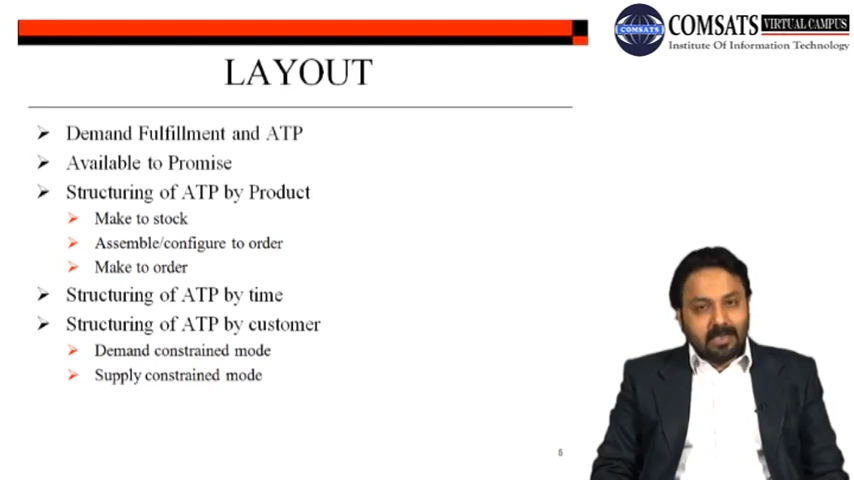 COMSATS VIRTUAL CAMPUS
COMSATS
Institute Of Information Technology
LAYOUT
Demand Fulfillment and ATP
Available to Promise
Structuring of ATP by Product
Make to stock
Assemble/configure to order
Make to order
Structuring of ATP by time
Structuring of ATP by customer
Demand constrained mode
Supply constrained mode
5